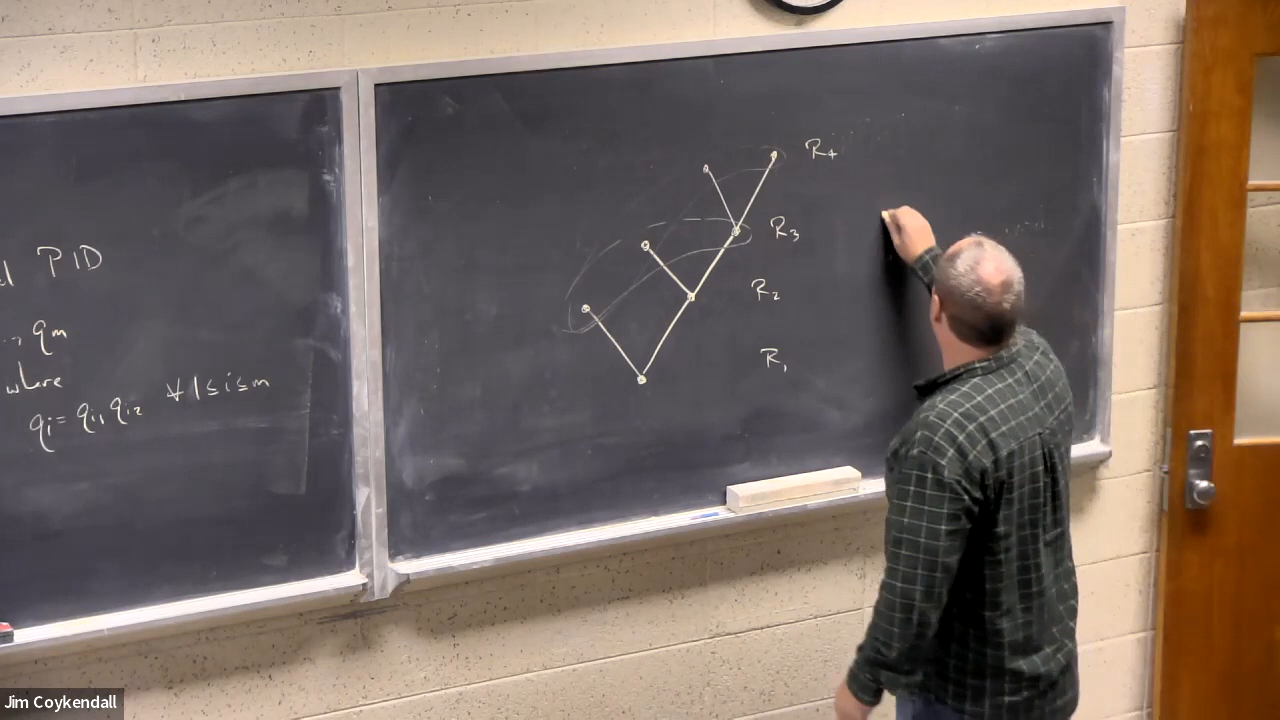 PID
qm
where
qi = qi1 qi2 ∀ 1 ≤ i ≤ m
R4
R3
R2
R1
Jim Coykendall